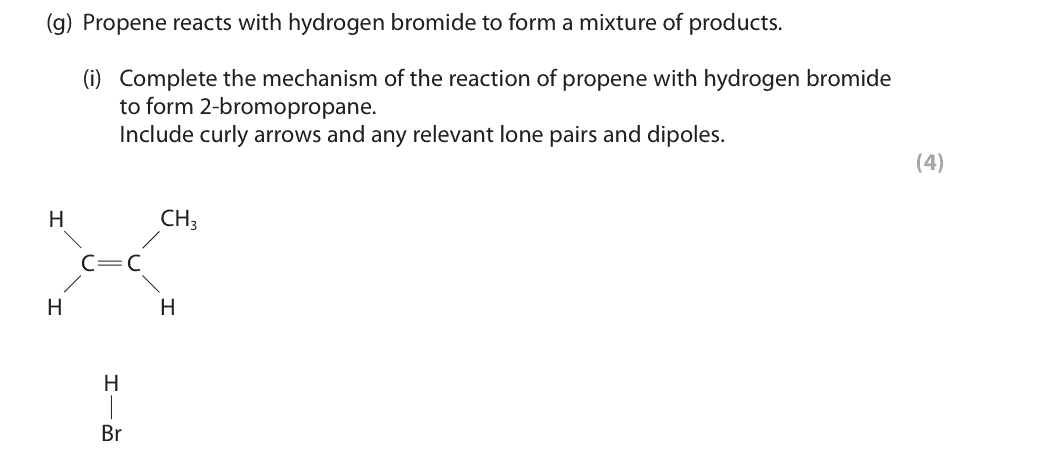 (g) Propene reacts with hydrogen bromide to form a mixture of products.
(i) Complete the mechanism of the reaction of propene with hydrogen bromide
to form 2-bromopropane.
Include curly arrows and any relevant lone pairs and dipoles.
(4)
H CH₃
C=C
H H
H
|
Br